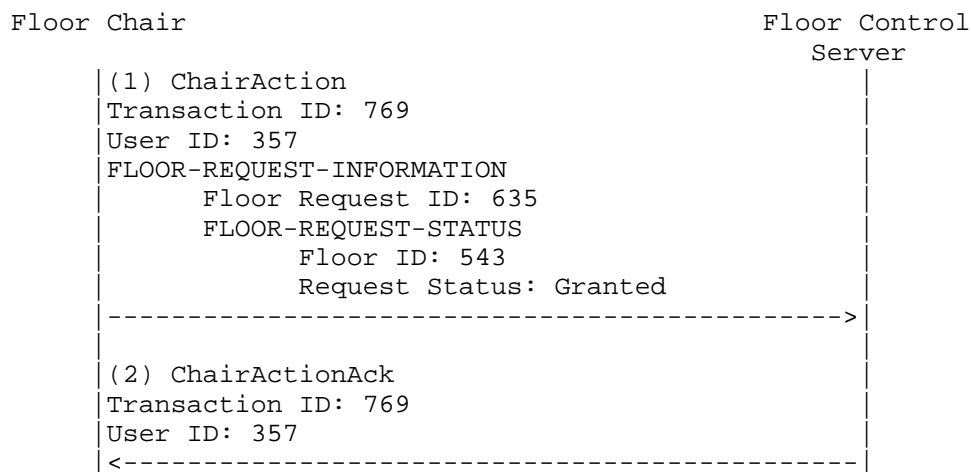 Floor Chair Floor Control
Server
|(1) ChairAction |
|Transaction ID: 769 |
|User ID: 357 |
|FLOOR-REQUEST-INFORMATION |
| Floor Request ID: 635 |
| FLOOR-REQUEST-STATUS |
| Floor ID: 543 |
| Request Status: Granted |
|---------------------------------------------->|
| |
|(2) ChairActionAck |
|Transaction ID: 769 |
|User ID: 357 |
|<----------------------------------------------|